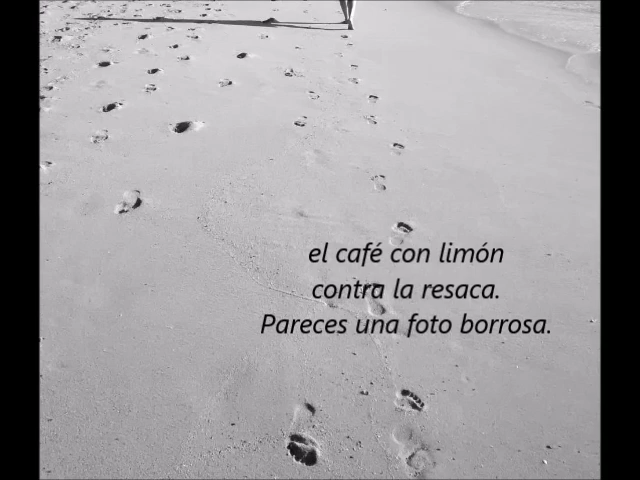 el café con limón
contra la resaca.
Pareces una foto borrosa.